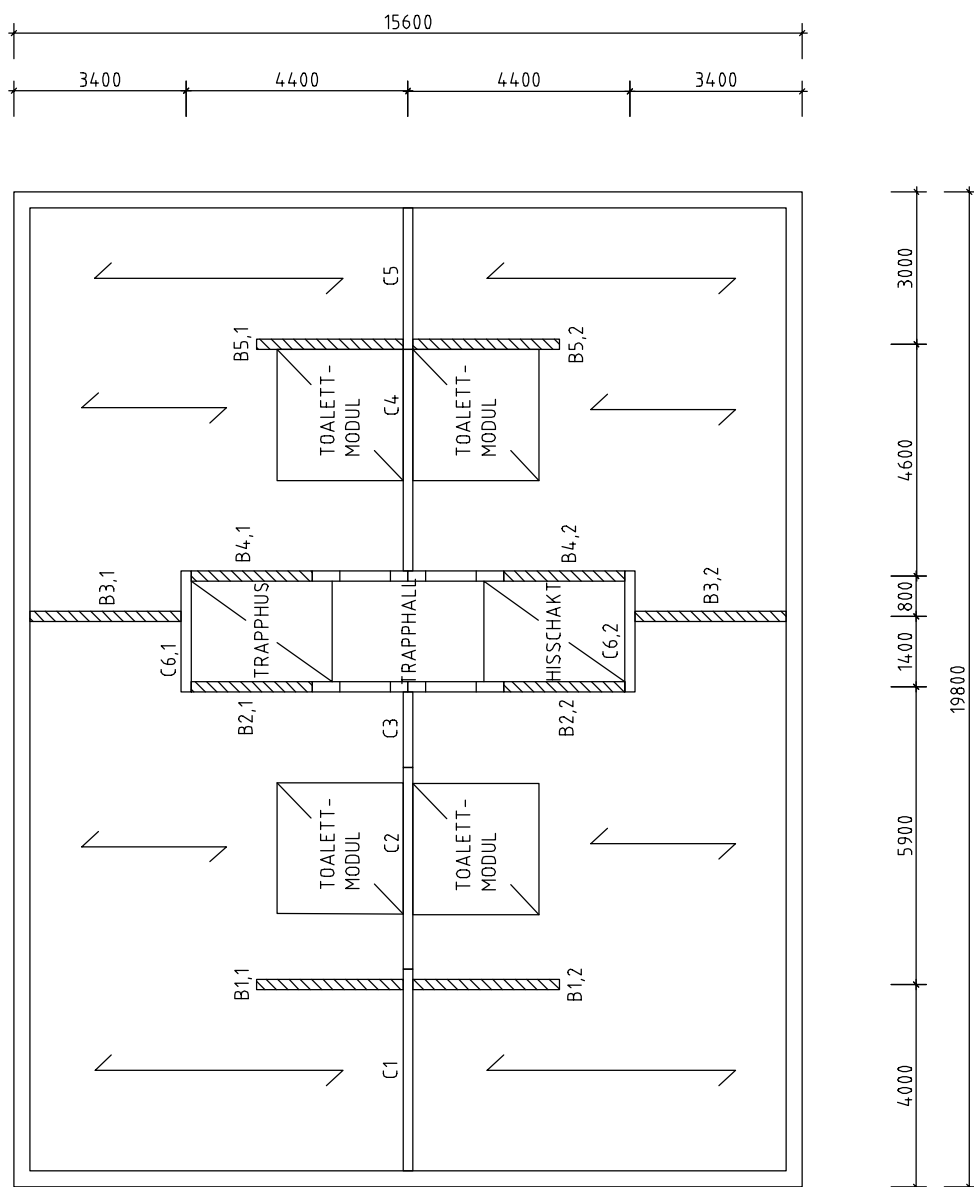 15600
3400
4400
4400
3400
C5
3000
B5,1
B5,2
TOALETT-
MODUL
C4
TOALETT-
MODUL
4600
B4,1
B4,2
B3,1
B3,2
800
TRAPPHUS
TRAPPHALL
HISSCHAKT
C6,1
C6,2
1400
B2,1
B2,2
C3
19800
TOALETT-
MODUL
C2
TOALETT-
MODUL
5900
B1,1
B1,2
C1
4000